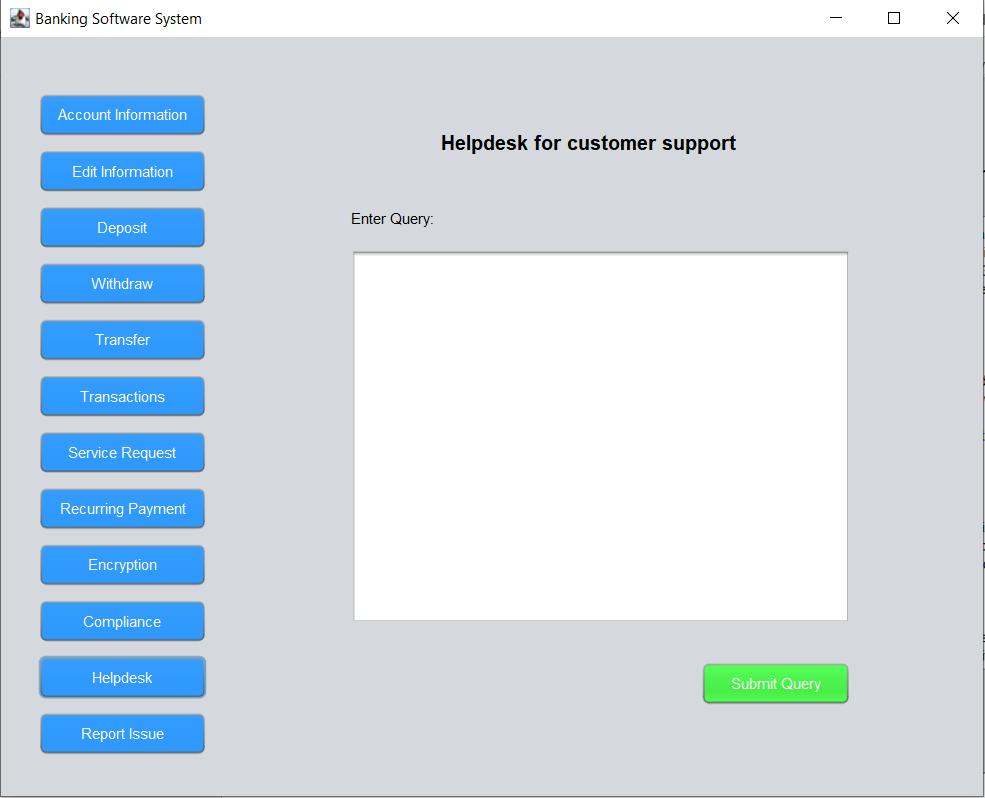 Banking Software System
Account Information
Edit Information
Deposit
Withdraw
Transfer
Transactions
Service Request
Recurring Payment
Encryption
Compliance
Helpdesk
Report Issue
Helpdesk for customer support
Enter Query:
Submit Query